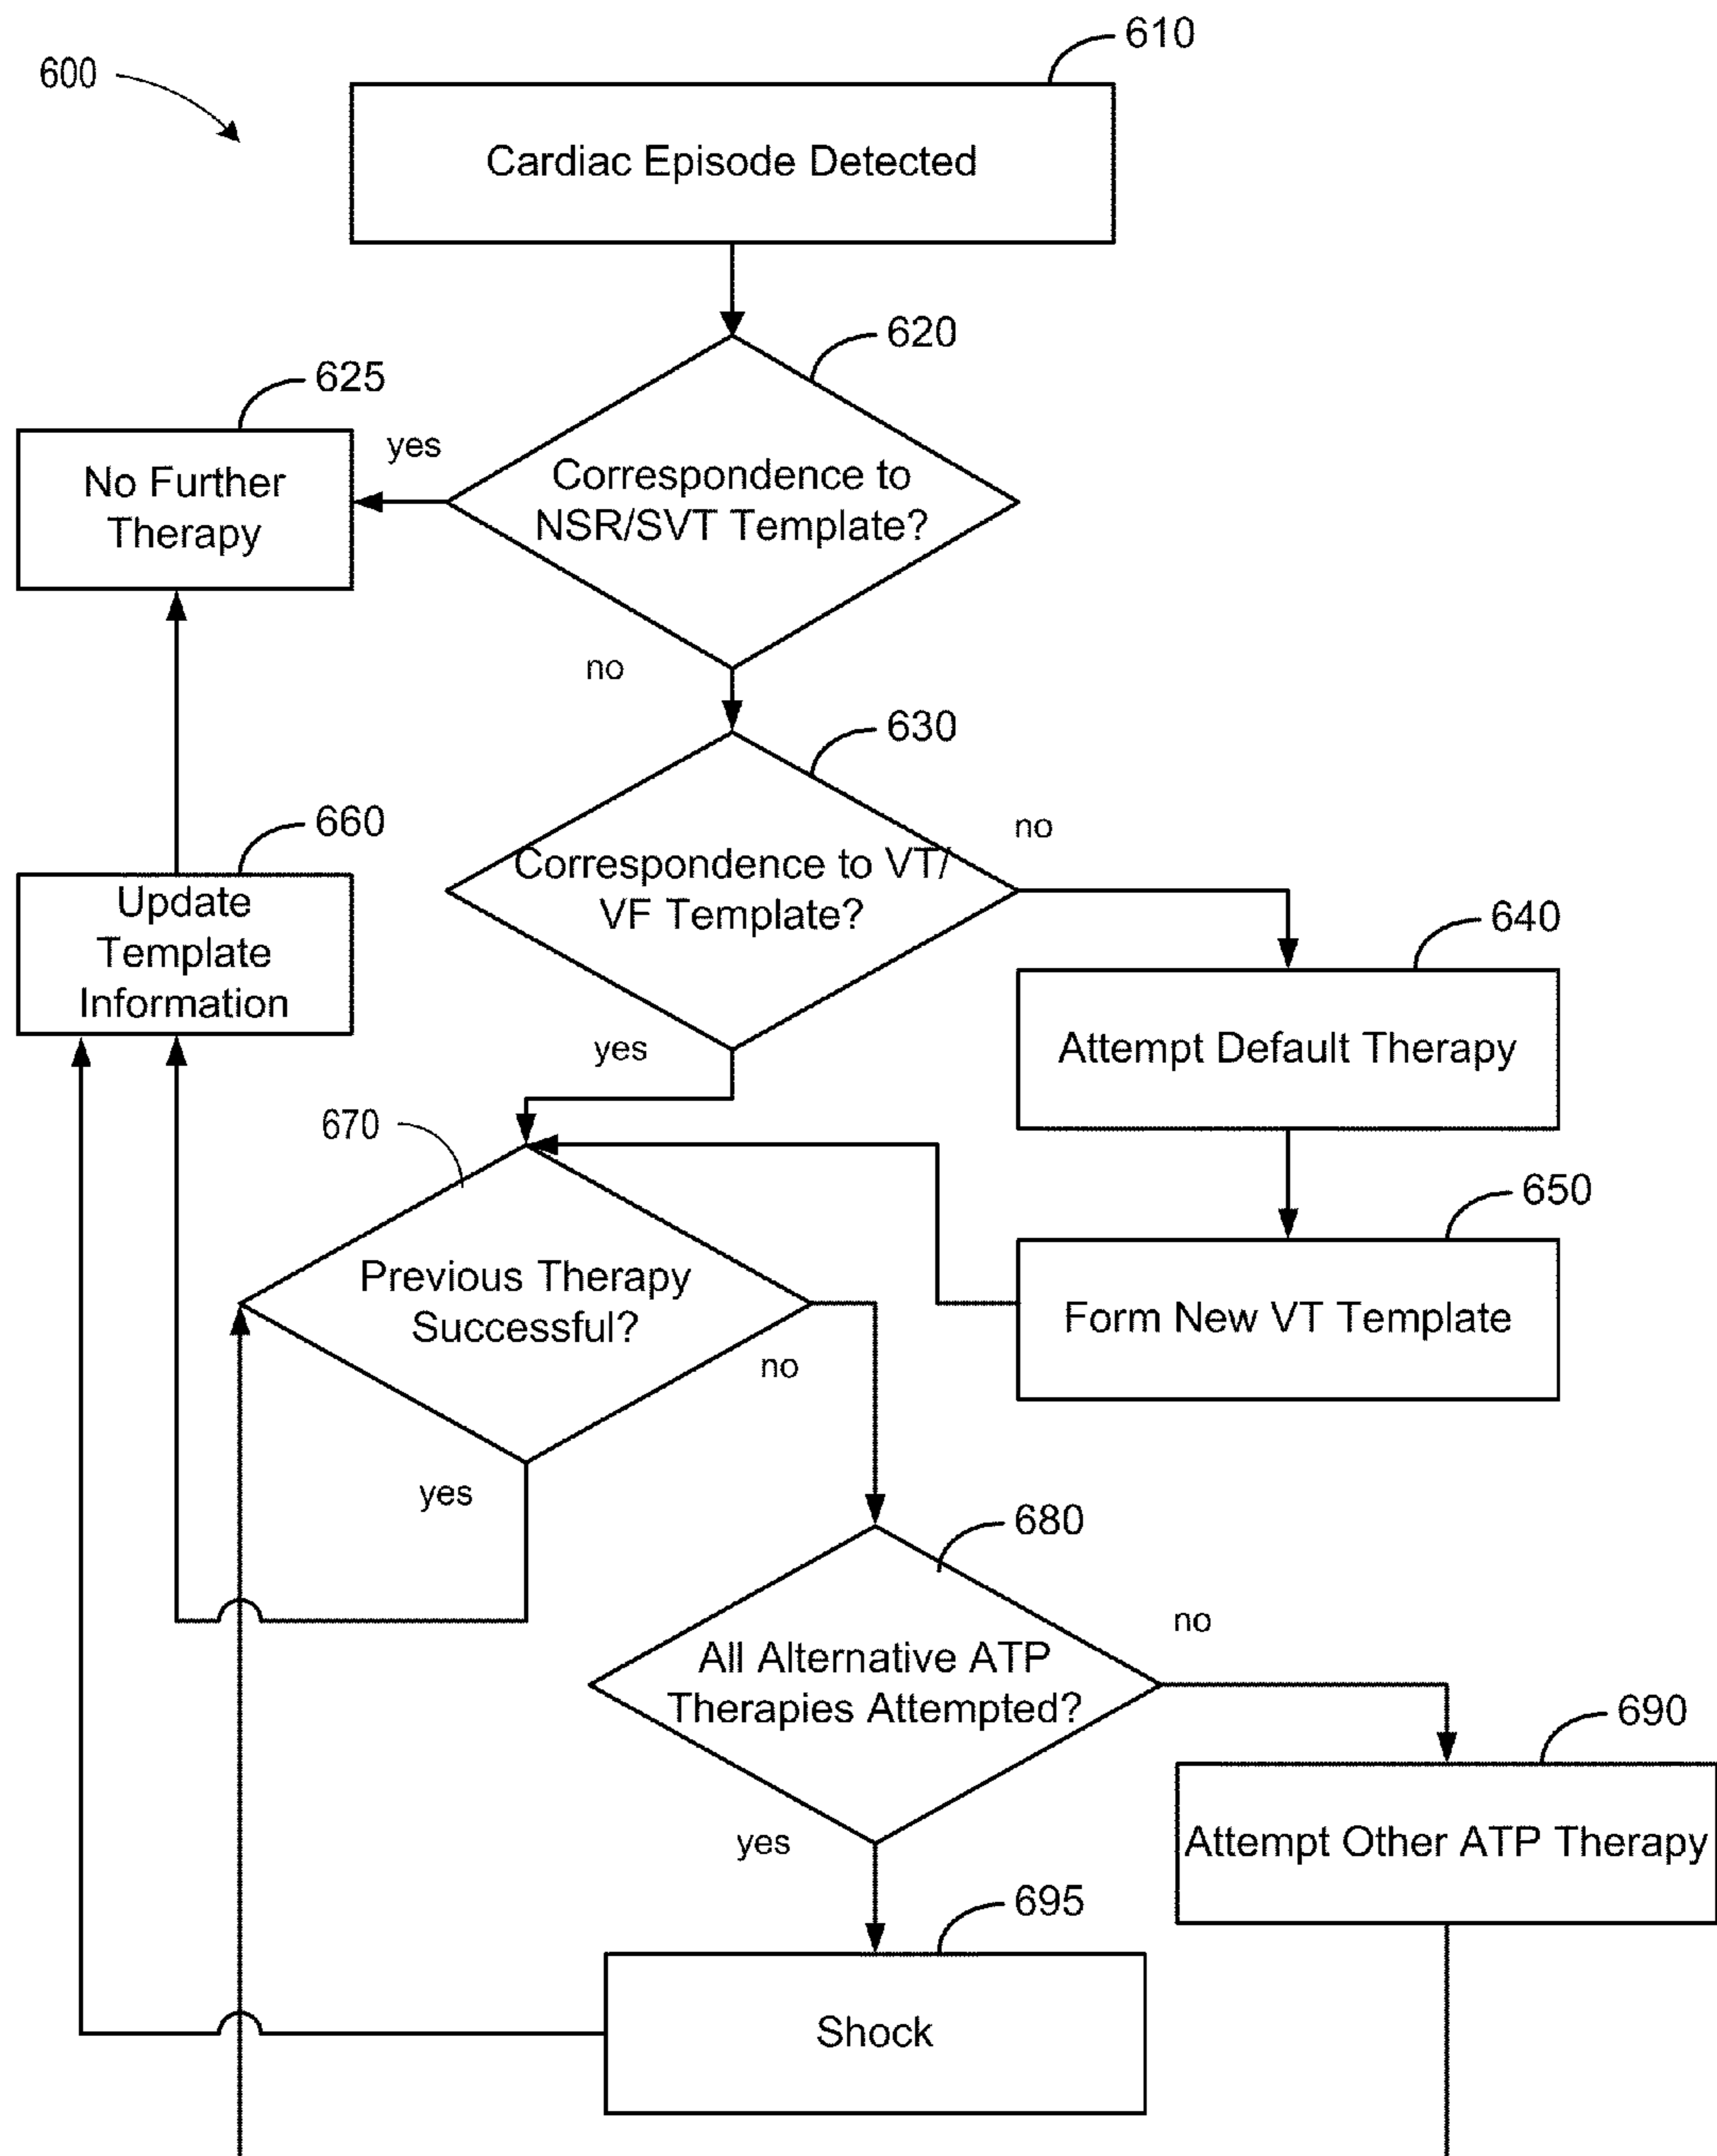 610
600
Cardiac Episode Detected
620
625
yes
No Further
Therapy
Correspondence to
NSR/SVT Template?
no
630
660
no
Update
Template
Information
Correspondence to VT/
VF Template?
640
yes
Attempt Default Therapy
670
650
Previous Therapy
Successful?
Form New VT Template
no
yes
680
no
All Alternative ATP
Therapies Attempted?
690
yes
Attempt Other ATP Therapy
695
Shock